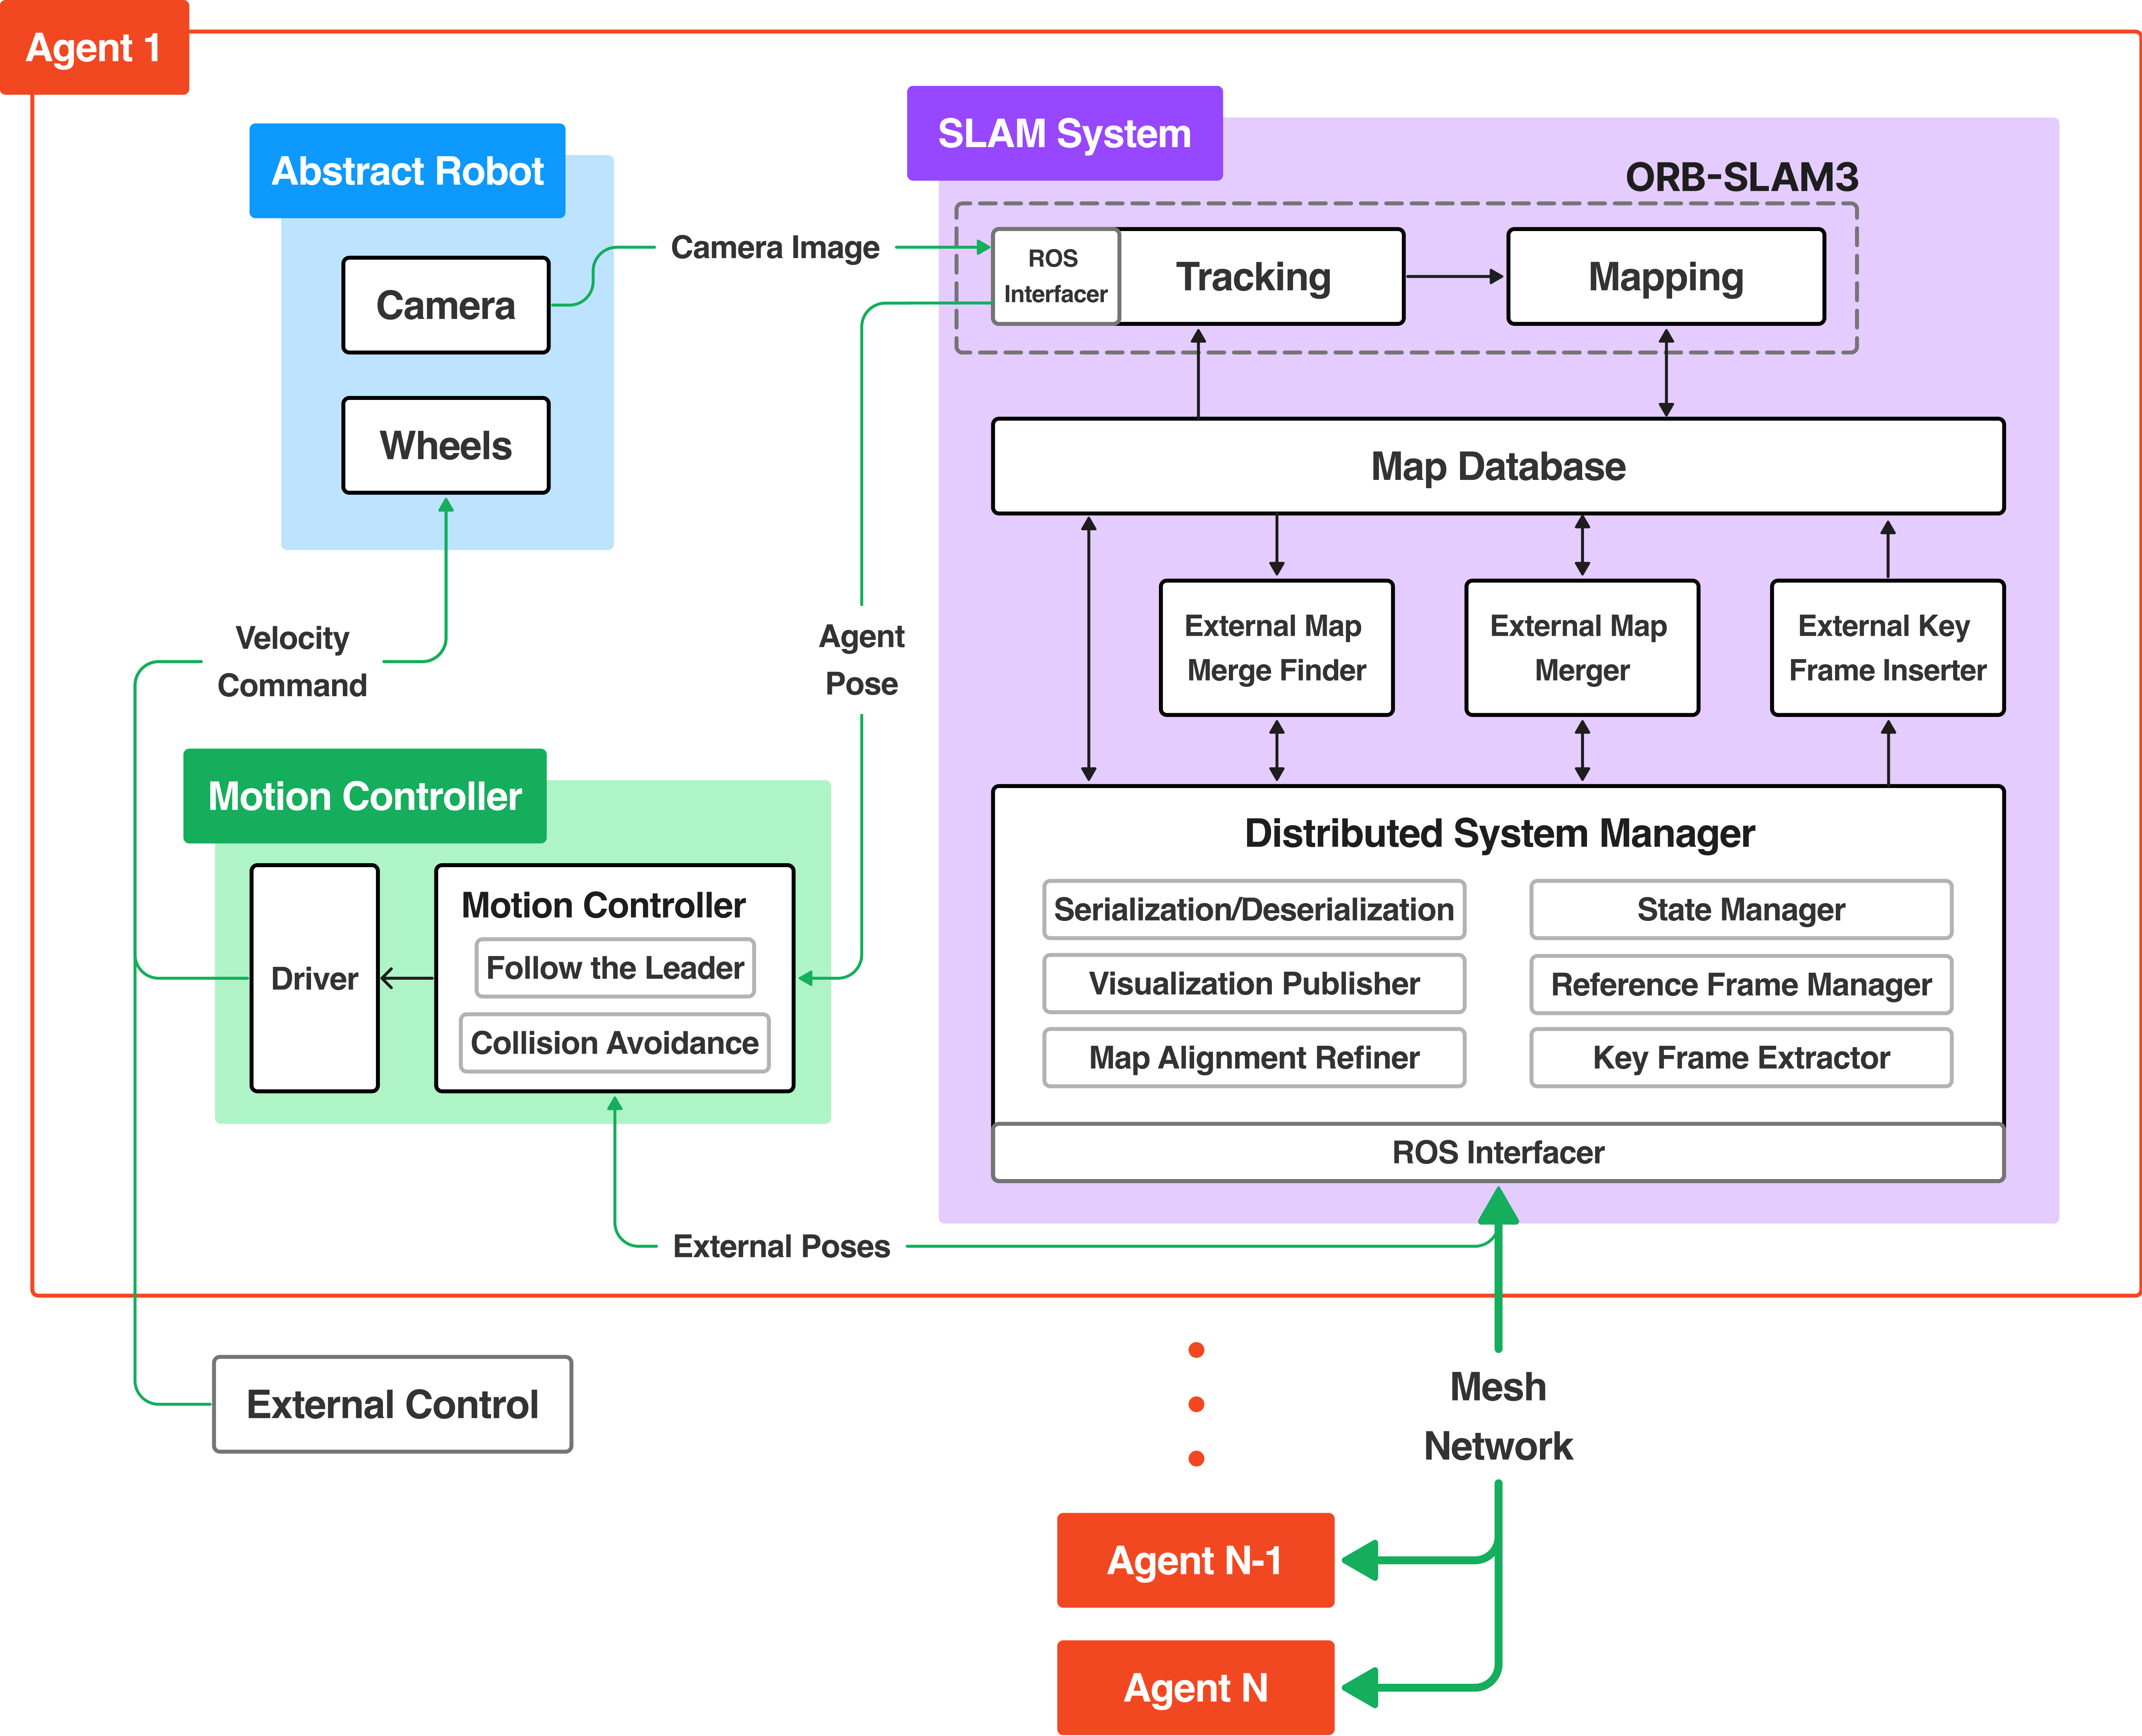 Agent 1
Abstract Robot
Camera
Wheels
Camera Image
SLAM System
ORB-SLAM3
ROS
Interfacer
Tracking
Mapping
Map Database
External Map
Merge Finder
External Map
Merger
External Key
Frame Inserter
Velocity
Command
Agent
Pose
Motion Controller
Driver
Motion Controller
Follow the Leader
Collision Avoidance
Distributed System Manager
Serialization/Deserialization
State Manager
Visualization Publisher
Reference Frame Manager
Map Alignment Refiner
Key Frame Extractor
ROS Interfacer
External Poses
External Control
Mesh
Network
Agent N-1
Agent N